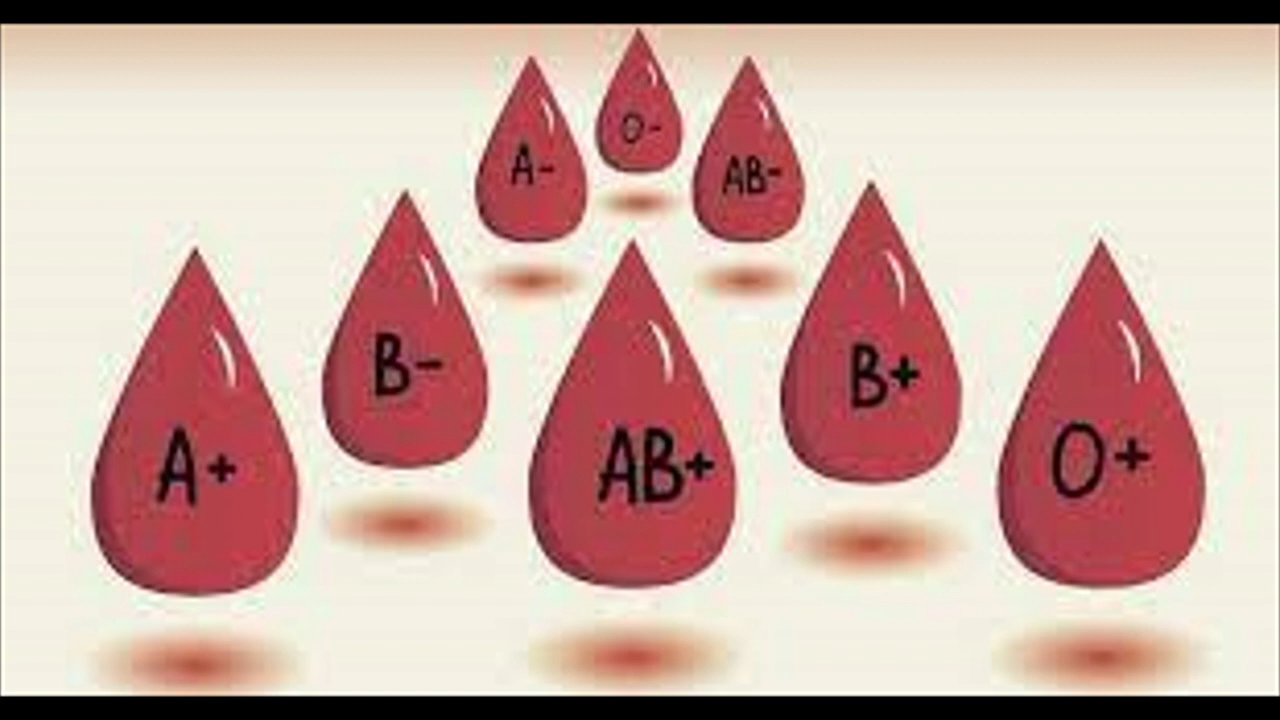 O-
A-
AB-
B-
B+
A+
AB+
O+